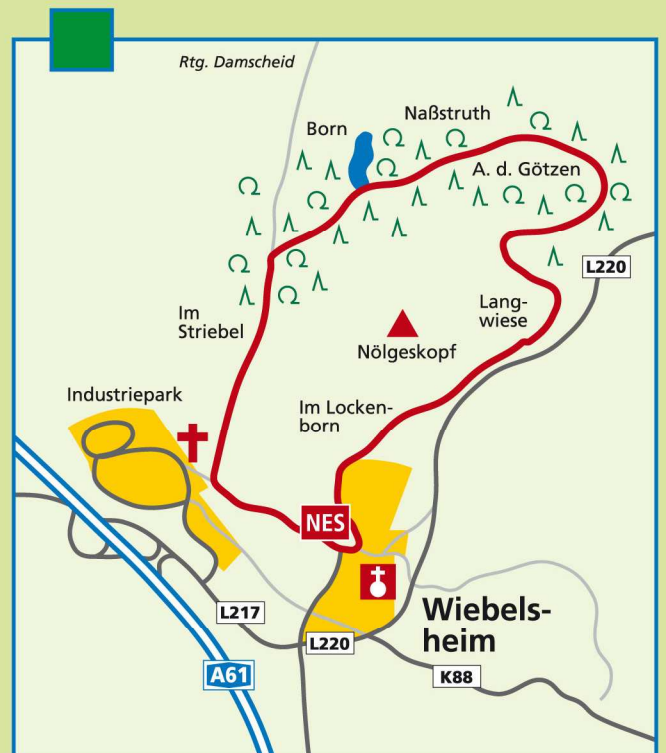 Rtg. Damscheid
Naßstruth
Born
A. d. Götzen
L220
Lang-
wiese
Im
Striebel
Nölgeskopf
Industriepark
Im Locken-
born
NES
Wiebels-
heim
L217
L220
A61
K88